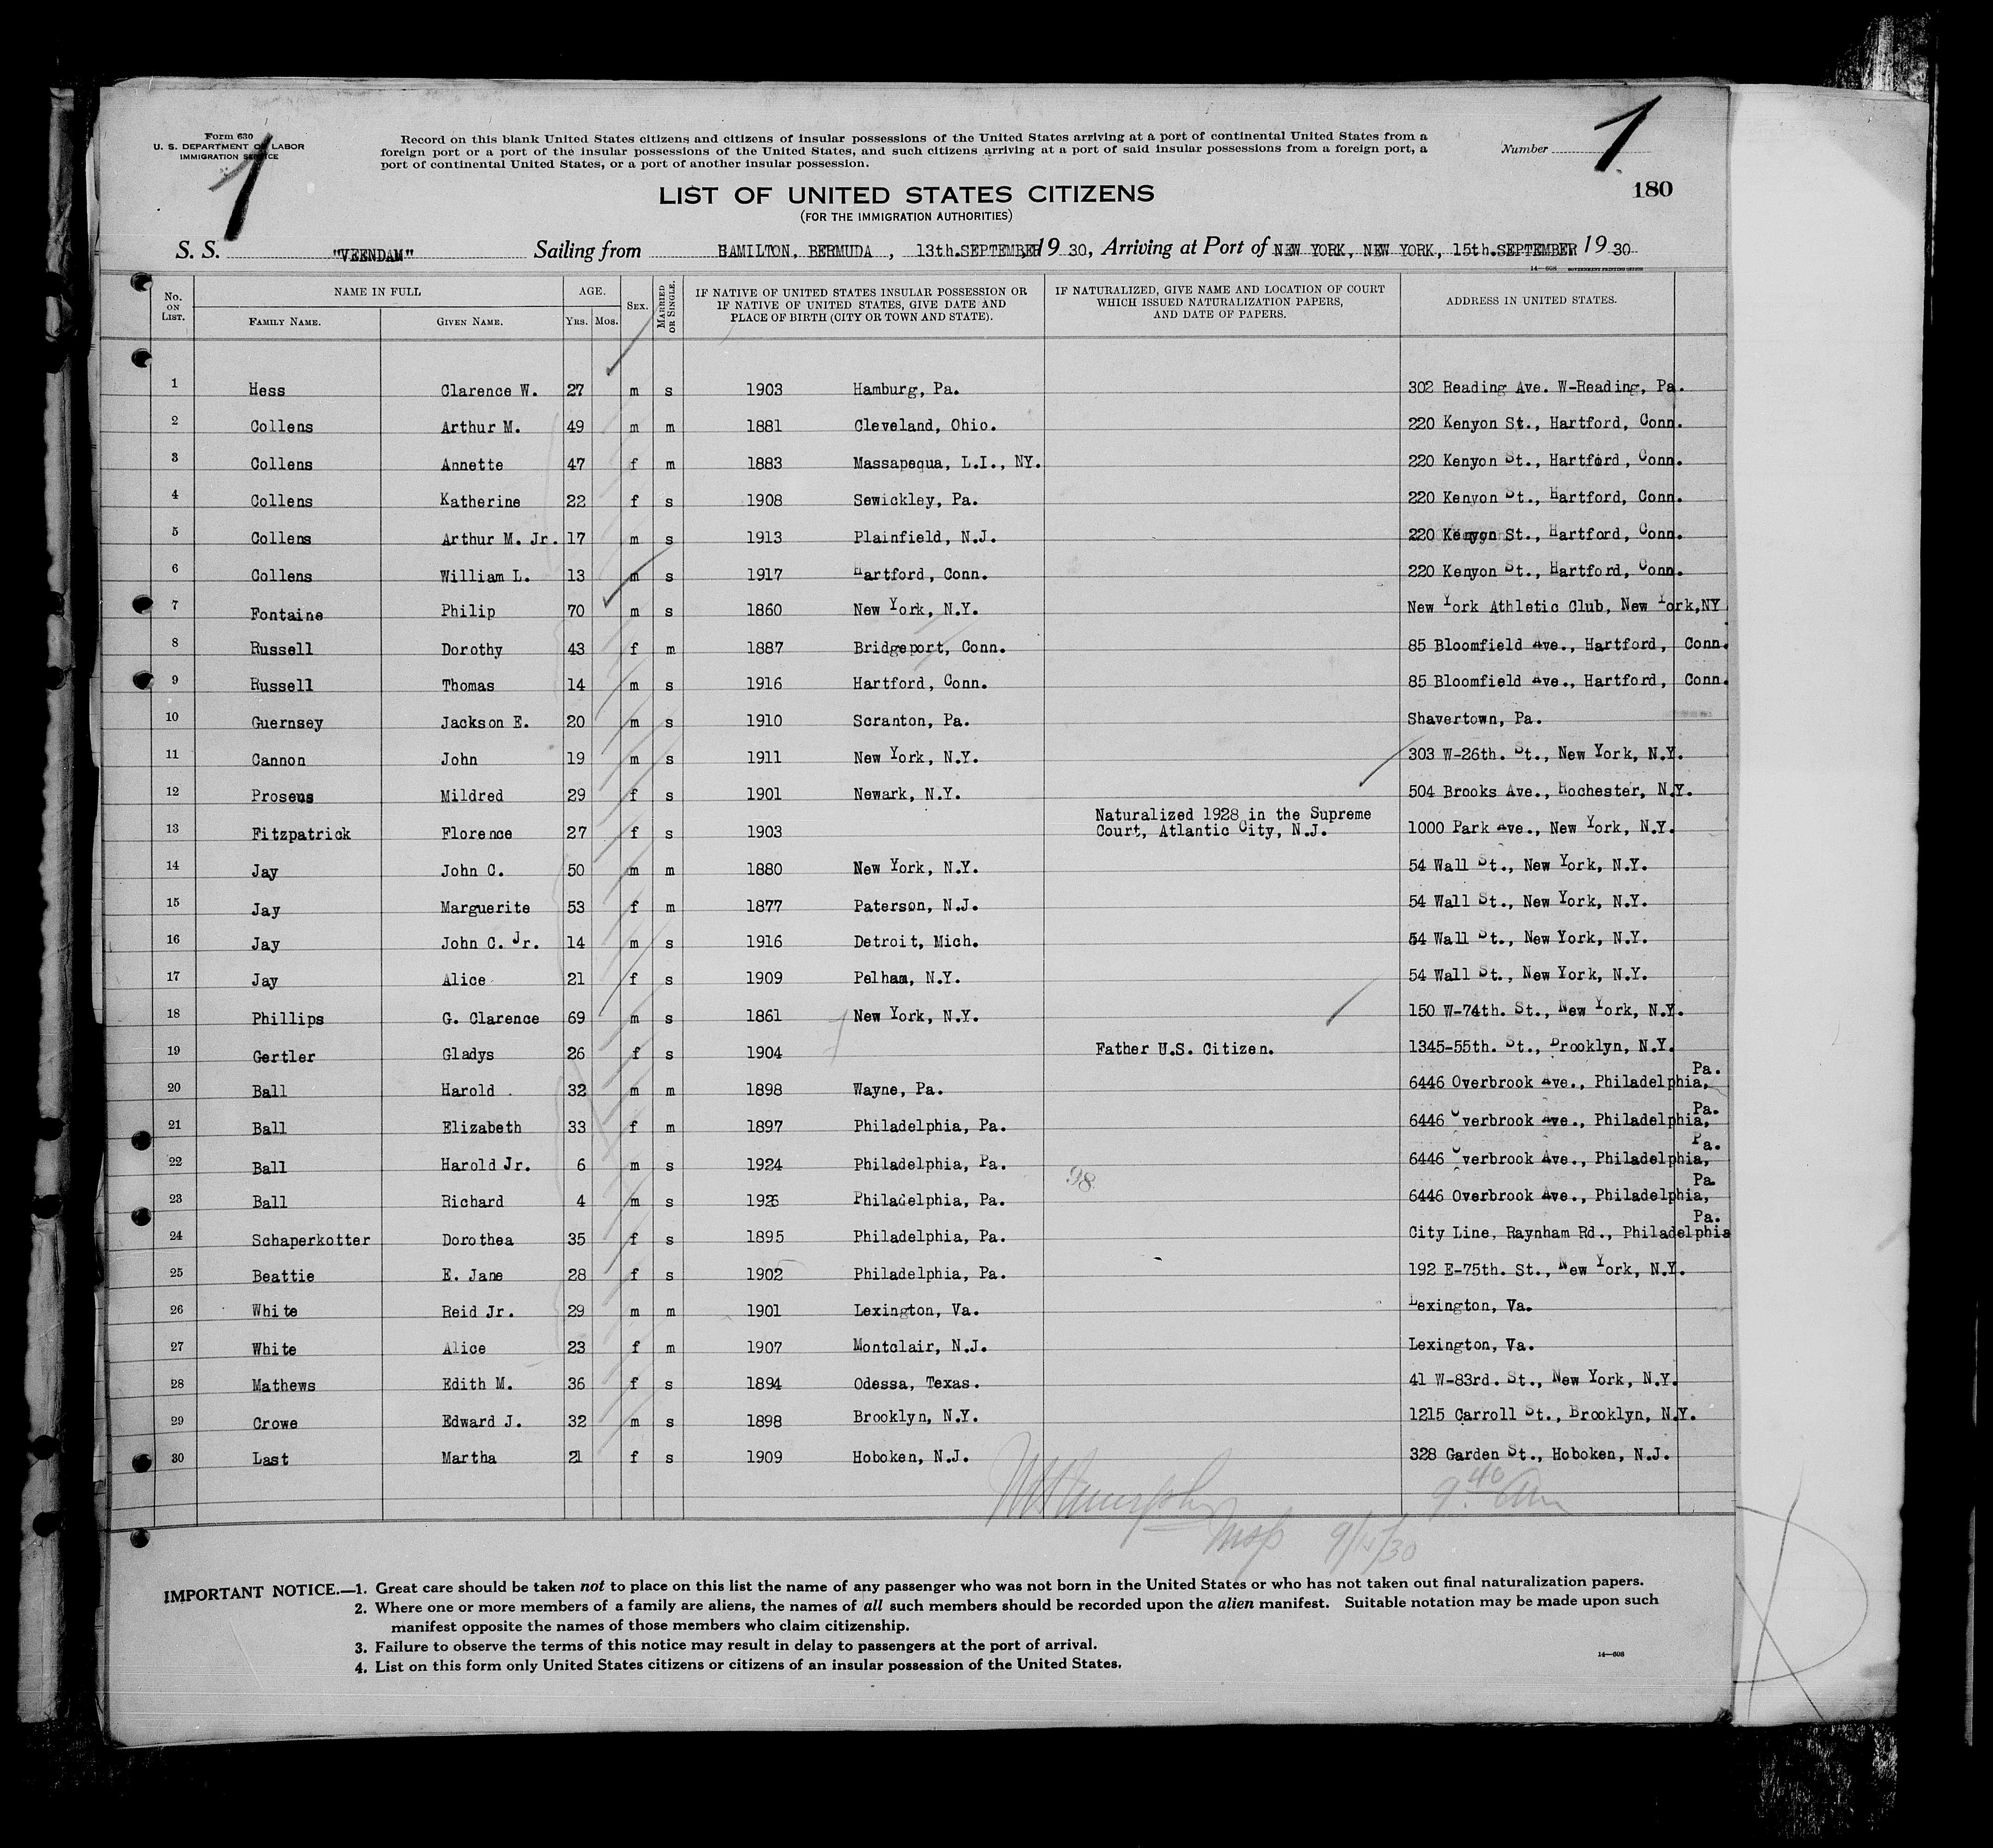 Form 630
U. S. DEPARTMENT OF LABOR
IMMIGRATION SERVICE
1
Record on this blank United States citizens and citizens of insular possessions of the United States arriving at a port of continental United States from a
foreign port or a port of the insular possessions of the United States, and such citizens arriving at a port of said insular possessions from a foreign port, a
port of continental United States, or a port of another insular possession.
Number 1
180
LIST OF UNITED STATES CITIZENS
(FOR THE IMMIGRATION AUTHORITIES)
S. S. "VEENDAM" Sailing from HAMILTON, BERMUDA , 13th.SEPTEMBER 19 30, Arriving at Port of NEW YORK, NEW YORK, 15th.SEPTEMBER 19 30
14—608 GOVERNMENT PRINTING OFFICE
No. ON LIST. NAME IN FULL FAMILY NAME. GIVEN NAME. AGE. YRS. MOS. SEX. MARRIED OR SINGLE. IF NATIVE OF UNITED STATES INSULAR POSSESSION OR IF NATIVE OF UNITED STATES, GIVE DATE AND PLACE OF BIRTH (CITY OR TOWN AND STATE). IF NATURALIZED, GIVE NAME AND LOCATION OF COURT WHICH ISSUED NATURALIZATION PAPERS, AND DATE OF PAPERS. ADDRESS IN UNITED STATES.
1 Hess Clarence W. 27 m s 1903 Hamburg, Pa. 302 Reading Ave. W-Reading, Pa.
2 Collens Arthur M. 49 m m 1881 Cleveland, Ohio. 220 Kenyon St., Hartford, Conn.
3 Collens Annette 47 f m 1883 Massapequa, L.I., NY. 220 Kenyon St., Hartford, Conn.
4 Collens Katherine 22 f s 1908 Sewickley, Pa. 220 Kenyon St., Hartford, Conn.
5 Collens Arthur M. Jr. 17 m s 1913 Plainfield, N.J. 220 Kenyon St., Hartford, Conn.
6 Collens William L. 13 m s 1917 Hartford, Conn. 220 Kenyon St., Hartford, Conn.
7 Fontaine Philip 70 m s 1860 New York, N.Y. New York Athletic Club, New York,NY
8 Russell Dorothy 43 f m 1887 Bridgeport, Conn. 85 Bloomfield Ave., Hartford, Conn.
9 Russell Thomas 14 m s 1916 Hartford, Conn. 85 Bloomfield Ave., Hartford, Conn.
10 Guernsey Jackson E. 20 m s 1910 Scranton, Pa. Shavertown, Pa.
11 Cannon John 19 m s 1911 New York, N.Y. 303 W-26th. St., New York, N.Y.
12 Proseus Mildred 29 f s 1901 Newark, N.Y. 504 Brooks Ave., Rochester, N.Y.
13 Fitzpatrick Florence 27 f s 1903 Naturalized 1928 in the Supreme Court, Atlantic City, N.J. 1000 Park Ave., New York, N.Y.
14 Jay John C. 50 m m 1880 New York, N.Y. 54 Wall St., New York, N.Y.
15 Jay Marguerite 53 f m 1877 Paterson, N.J. 54 Wall St., New York, N.Y.
16 Jay John C. Jr. 14 m s 1916 Detroit, Mich. 54 Wall St., New York, N.Y.
17 Jay Alice 21 f s 1909 Pelham, N.Y. 54 Wall St., New York, N.Y.
18 Phillips G. Clarence 69 m s 1861 New York, N.Y. 150 W-74th. St., New York, N.Y.
19 Gertler Gladys 26 f s 1904 Father U.S. Citizen. 1345-55th. St., Brooklyn, N.Y.
20 Ball Harold 32 m m 1898 Wayne, Pa. 6446 Overbrook Ave., Philadelphia, Pa.
21 Ball Elizabeth 33 f m 1897 Philadelphia, Pa. 6446 Overbrook Ave., Philadelphia, Pa.
22 Ball Harold Jr. 6 m s 1924 Philadelphia, Pa. 6446 Overbrook Ave., Philadelphia, Pa.
98
23 Ball Richard 4 m s 1926 Philadelphia, Pa. 6446 Overbrook Ave., Philadelphia, Pa
24 Schaperkotter Dorothea 35 f s 1895 Philadelphia, Pa. City Line, Raynham Rd., Philadelphia Pa.
25 Beattie E. Jane 28 f s 1902 Philadelphia, Pa. 192 E-75th. St., New York, N.Y.
26 White Reid Jr. 29 m m 1901 Lexington, Va. Lexington, Va.
27 White Alice 23 f m 1907 Montclair, N.J. Lexington, Va.
28 Mathews Edith M. 36 f s 1894 Odessa, Texas. 41 W-83rd. St., New York, N.Y.
29 Crowe Edward J. 32 m s 1898 Brooklyn, N.Y. 1215 Carroll St., Brooklyn, N.Y.
30 Last Martha 21 f s 1909 Hoboken, N.J. 328 Garden St., Hoboken, N.J.
9.40 am
IMPORTANT NOTICE.—1. Great care should be taken not to place on this list the name of any passenger who was not born in the United States or who has not taken out final naturalization papers.
2. Where one or more members of a family are aliens, the names of all such members should be recorded upon the alien manifest. Suitable notation may be made upon such
manifest opposite the names of those members who claim citizenship.
3. Failure to observe the terms of this notice may result in delay to passengers at the port of arrival.
4. List on this form only United States citizens or citizens of an insular possession of the United States.
14—608